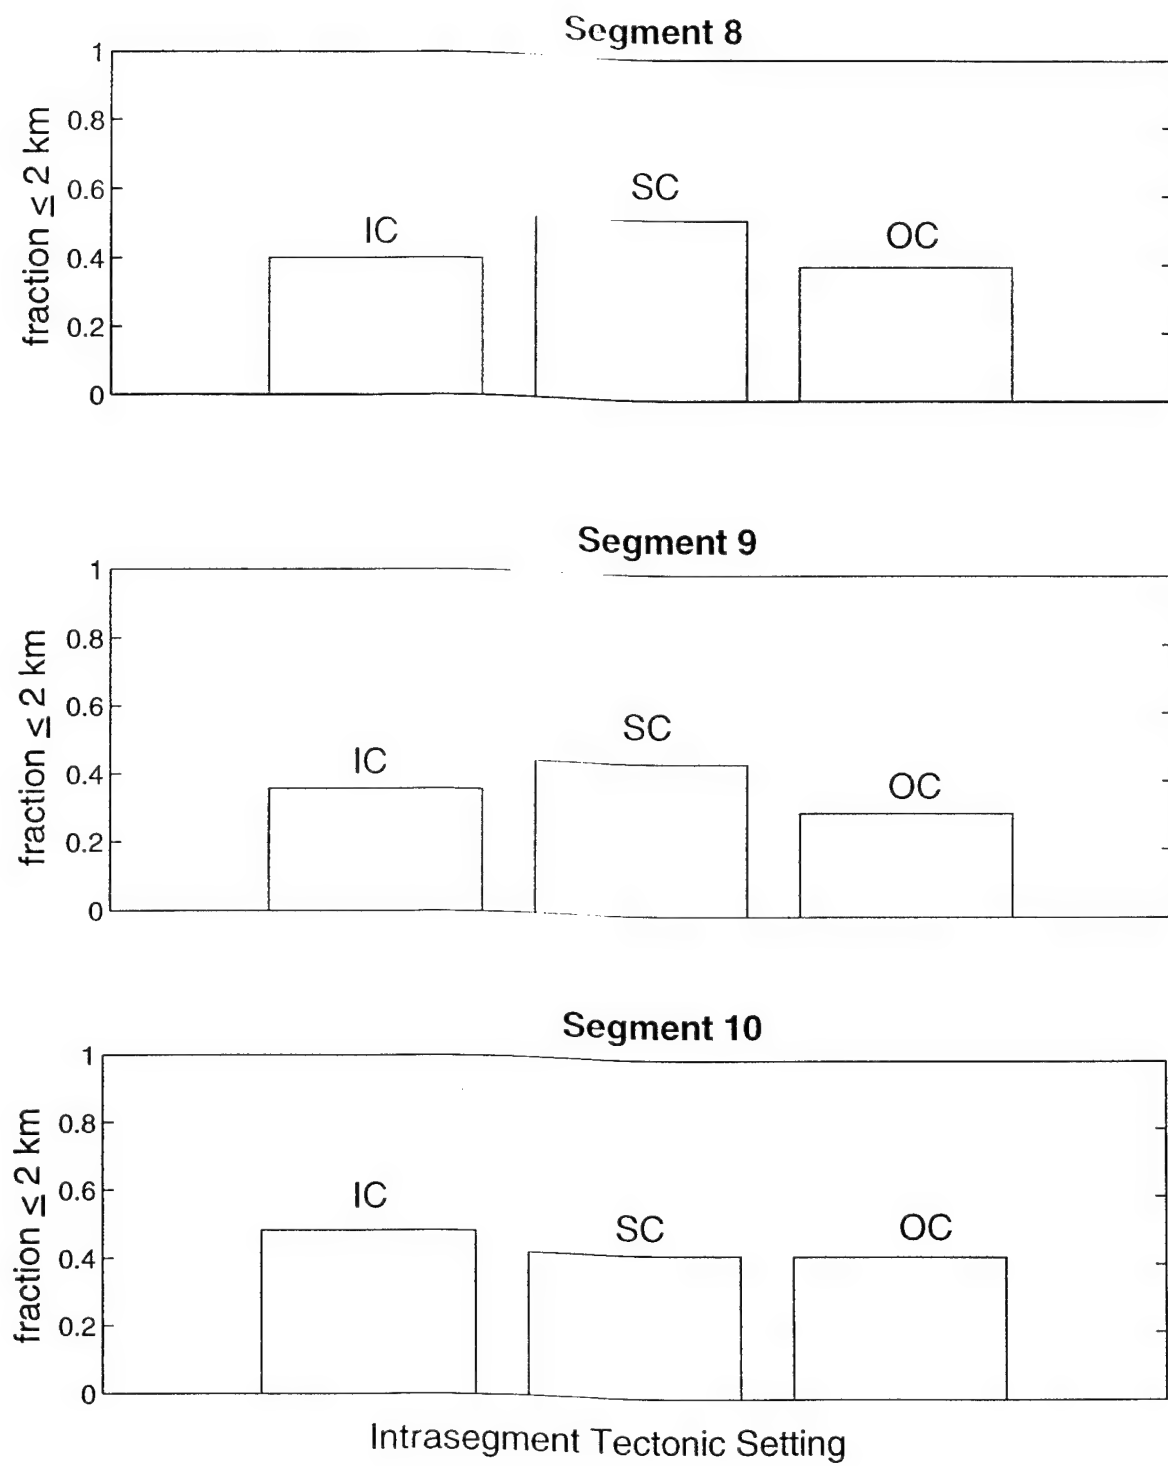 Segment 8
1
0.8
0.6
0.4
0.2
0
fraction ≤ 2 km
IC
SC
OC
Segment 9
1
0.8
0.6
0.4
0.2
0
fraction ≤ 2 km
IC
SC
OC
Segment 10
1
0.8
0.6
0.4
0.2
0
fraction ≤ 2 km
IC
SC
OC
Intrasegment Tectonic Setting